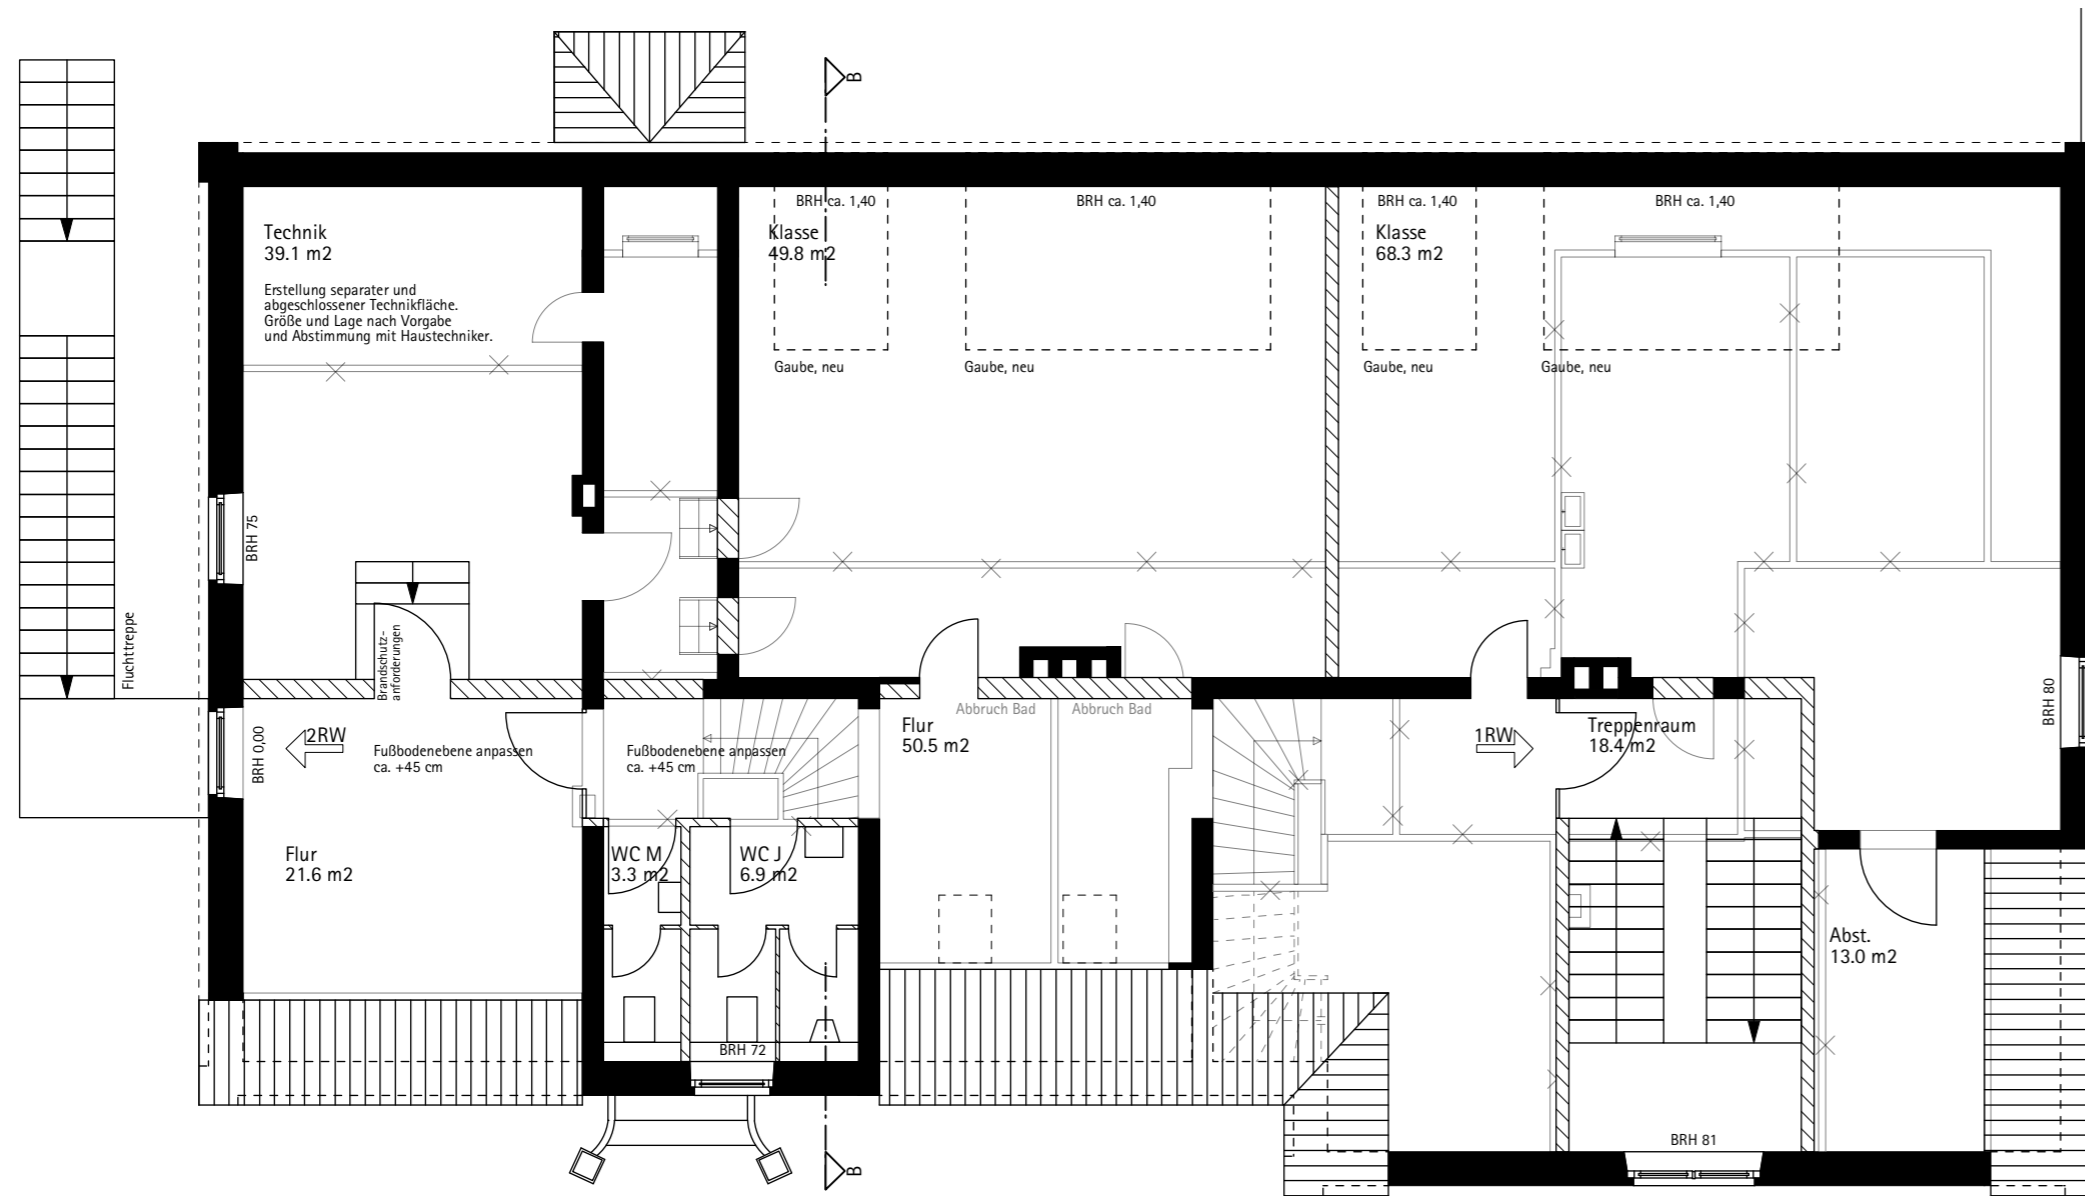 B
BRH ca. 1,40
BRH ca. 1,40
BRH ca. 1,40
BRH ca. 1,40
Technik
39.1 m2
Klasse
49.8 m2
Klasse
68.3 m2
Erstellung separater und
abgeschlossener Technikfläche.
Größe und Lage nach Vorgabe
und Abstimmung mit Haustechniker.
Gaube, neu
Gaube, neu
Gaube, neu
Gaube, neu
BRH 75
Fluchttreppe
Brandschutz-
anforderungen
BRH 80
Abbruch Bad
Abbruch Bad
BRH 0,00
2RW
Fußbodenebene anpassen
ca. +45 cm
Fußbodenebene anpassen
ca. +45 cm
Flur
50.5 m2
1RW
Treppenraum
18.4 m2
Flur
21.6 m2
WC M
3.3 m2
WC J
6.9 m2
Abst.
13.0 m2
BRH 72
BRH 81
B